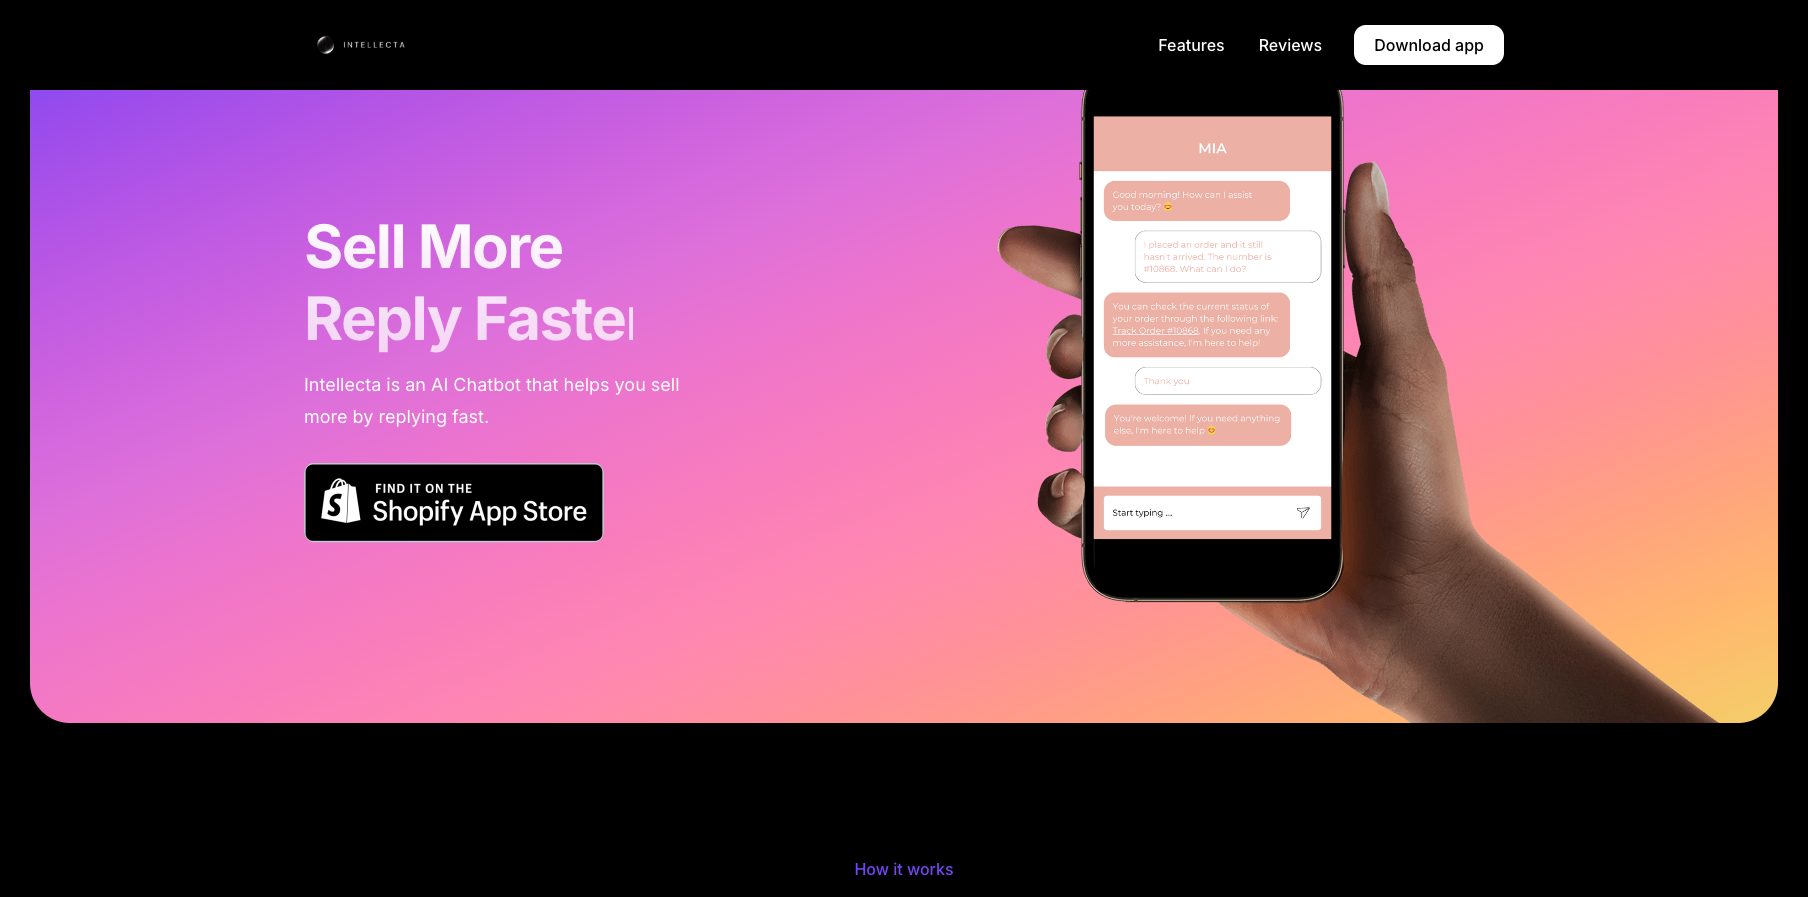 INTELLECTA
Features
Reviews
Download app
Sell More
Reply Faster
Intellecta is an AI Chatbot that helps you sell
more by replying fast.
FIND IT ON THE
Shopify App Store
MIA
Good morning! How can I assist
you today? 😊
I placed an order and it still
hasn't arrived. The number is
#10868. What can I do?
You can check the current status of
your order through the following link:
Track Order #10868. If you need any
more assistance, I'm here to help!
Thank you
You're welcome! If you need anything
else, I'm here to help 😊
Start typing ...
How it works